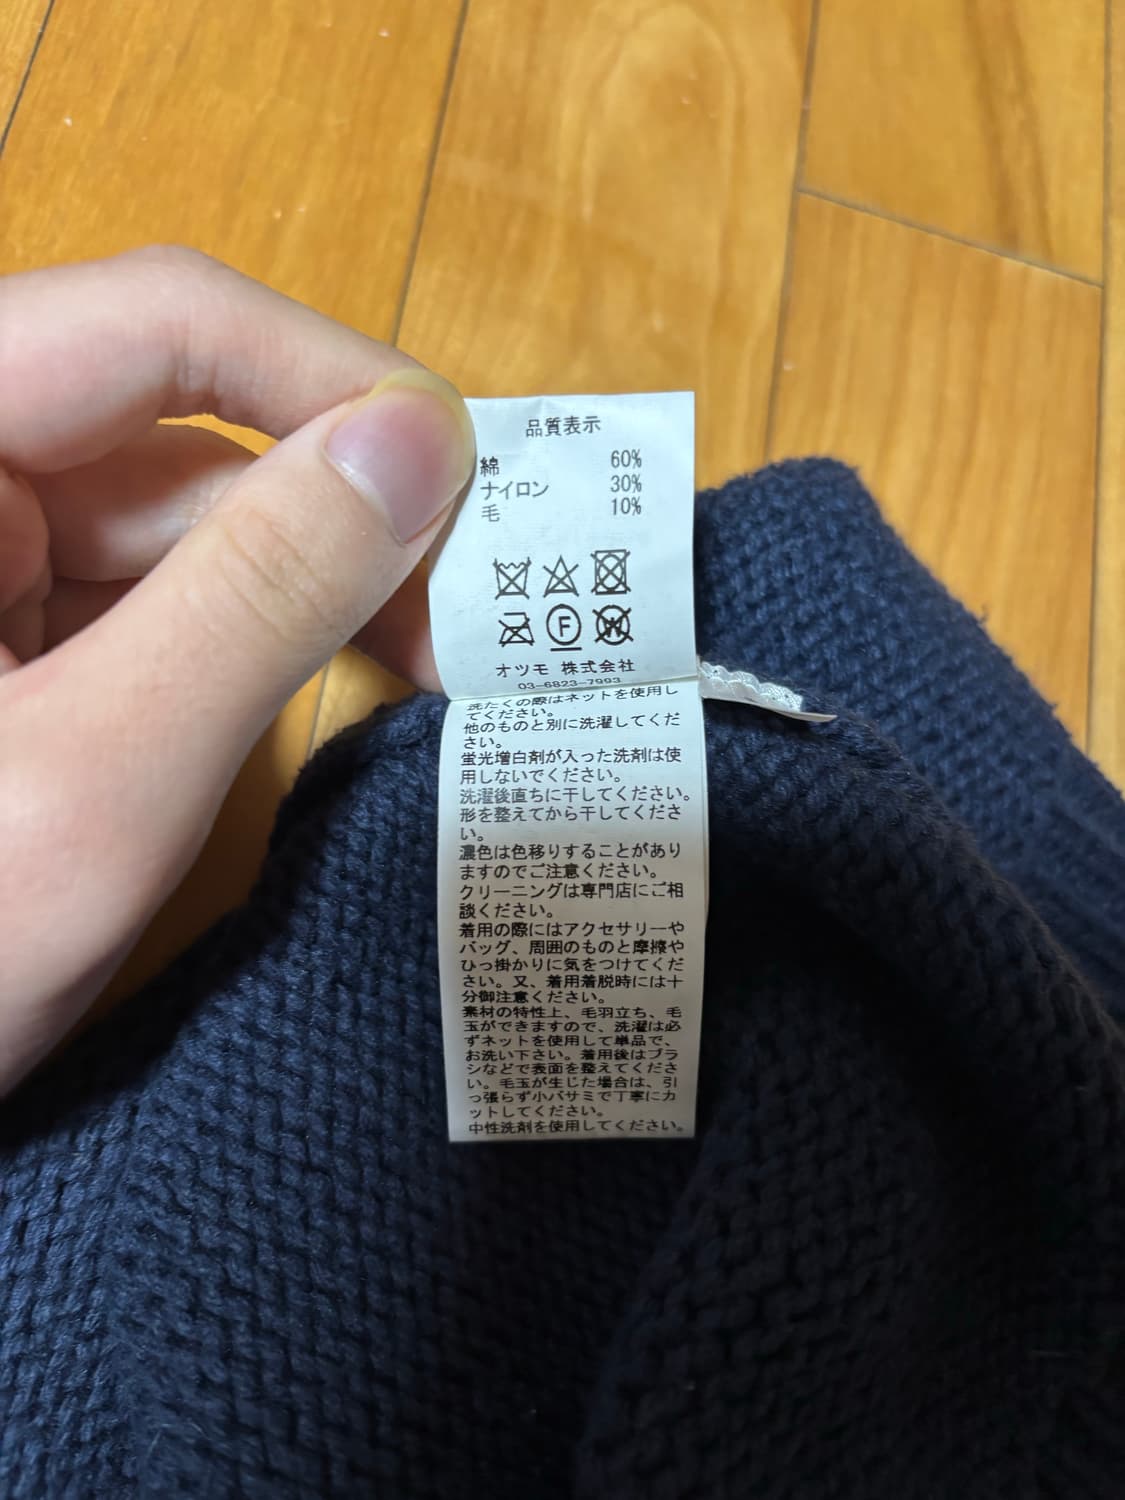 品質表示
綿 60%
ナイロン 30%
毛 10%
F
W
オツモ 株式会社
03-6823-7993
洗たくの際はネットを使用し
てください。
他のものと別に洗濯してくだ
さい。
蛍光増白剤が入った洗剤は使
用しないでください。
洗濯後直ちに干してください。
形を整えてから干してくださ
い。
濃色は色移りすることがあり
ますのでご注意ください。
クリーニングは専門店にご相
談ください。
着用の際にはアクセサリーや
バッグ、周囲のものと摩擦や
ひっ掛かりに気をつけてくだ
さい。又、着用着脱時には十
分御注意ください。
素材の特性上、毛羽立ち、毛
玉ができますので、洗濯は必
ずネットを使用して単品で、
お洗い下さい。着用後はブラ
シなどで表面を整えてくださ
い。毛玉が生じた場合は、引
っ張らず小バサミで丁寧にカ
ットしてください。
中性洗剤を使用してください。